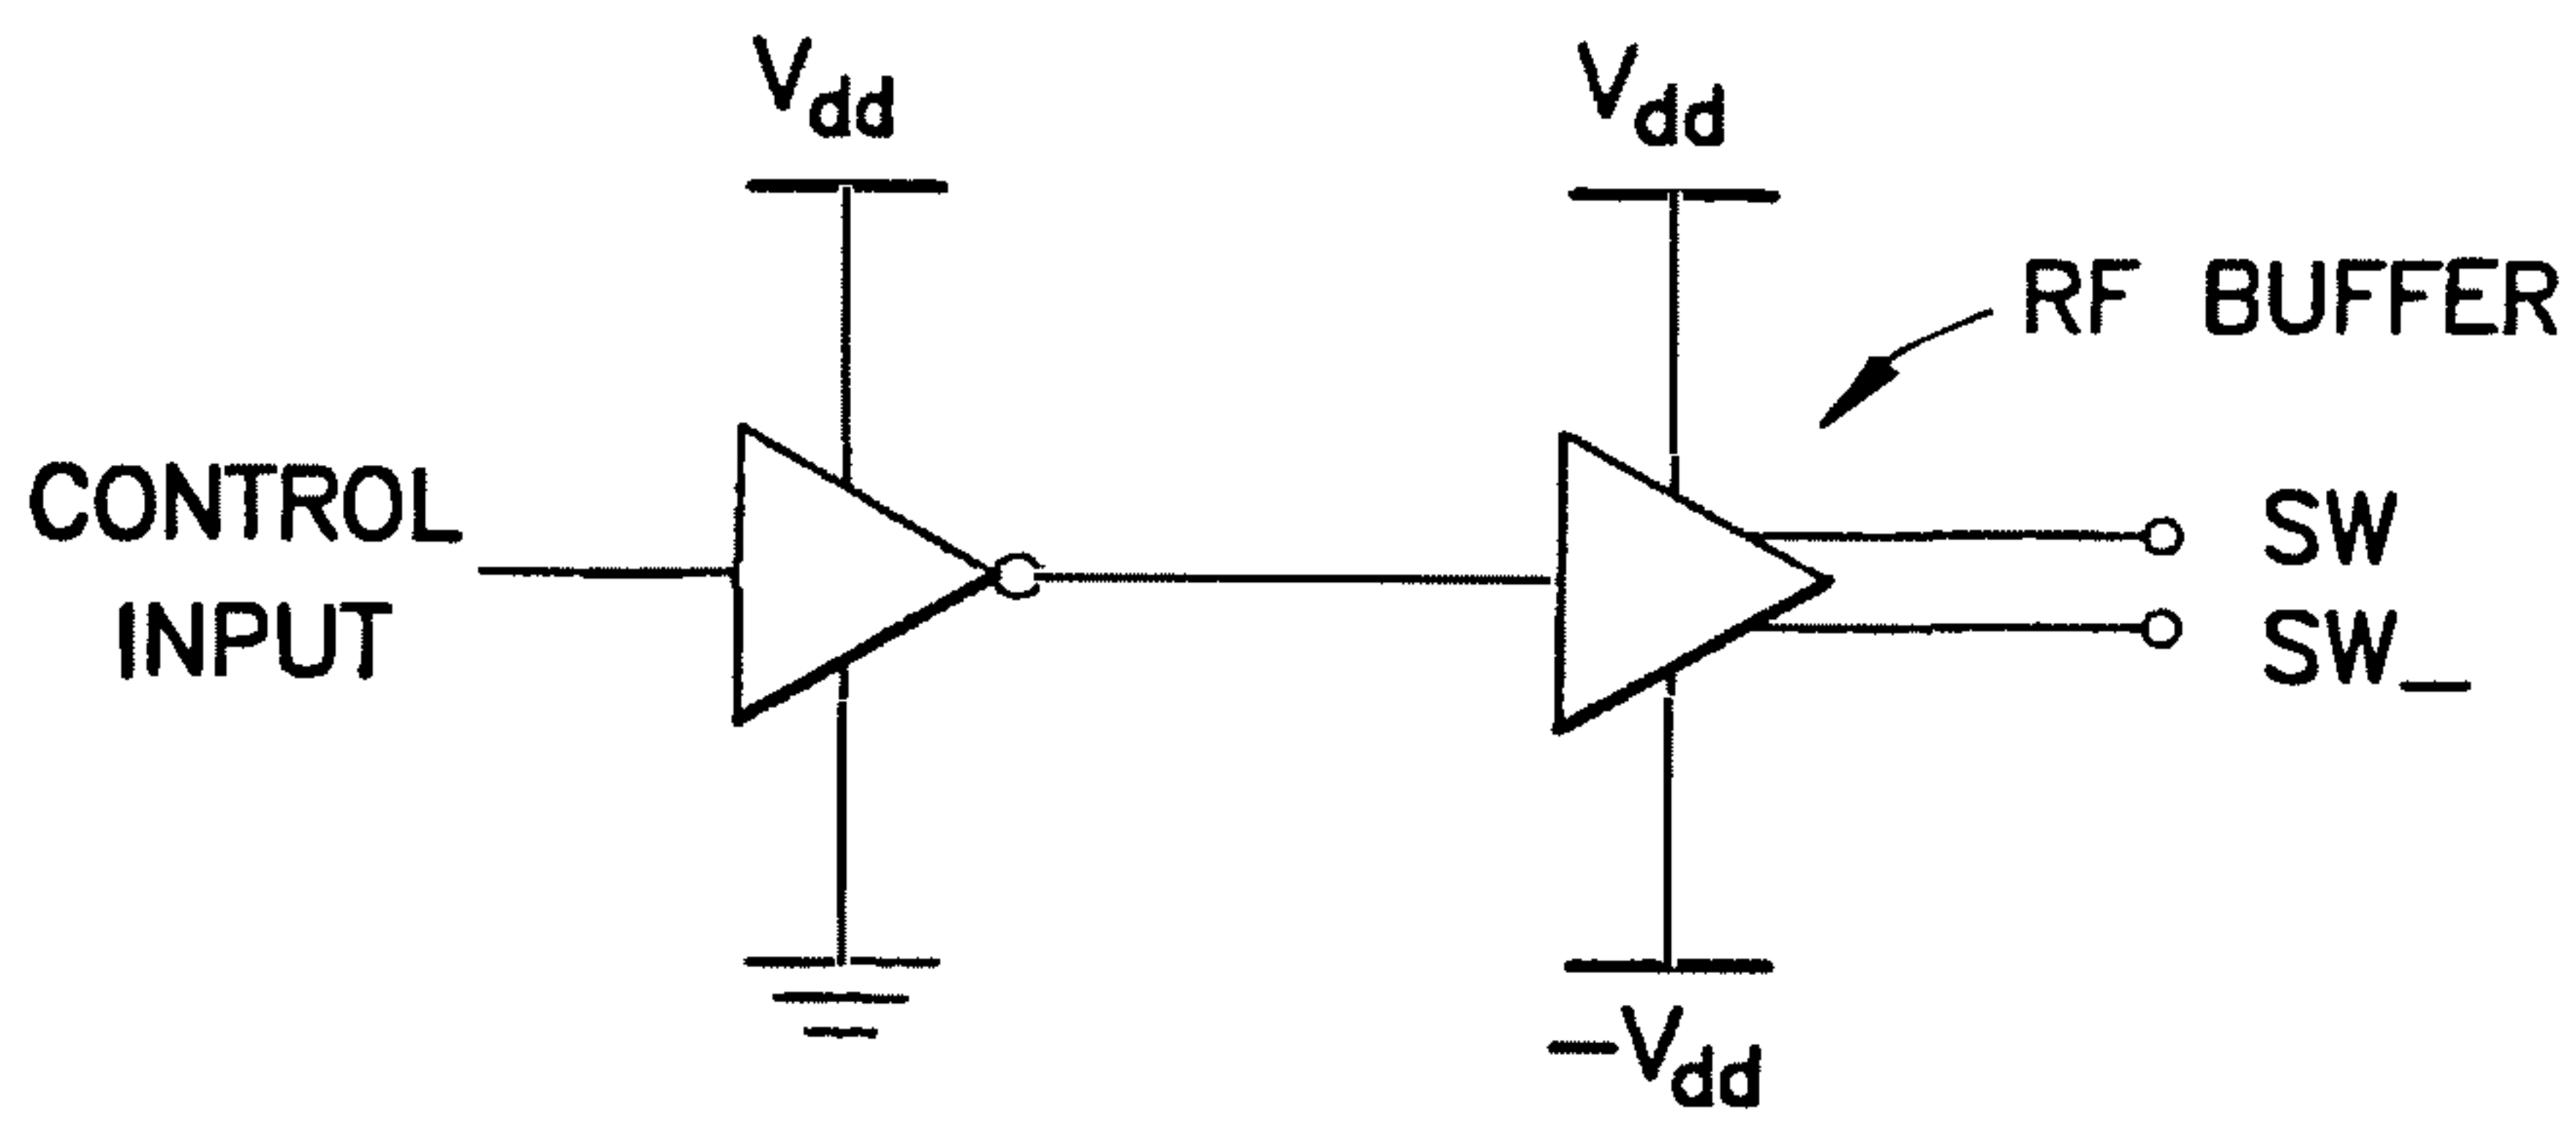 Vdd
Vdd
RF BUFFER
CONTROL
INPUT
SW
SW_
-Vdd